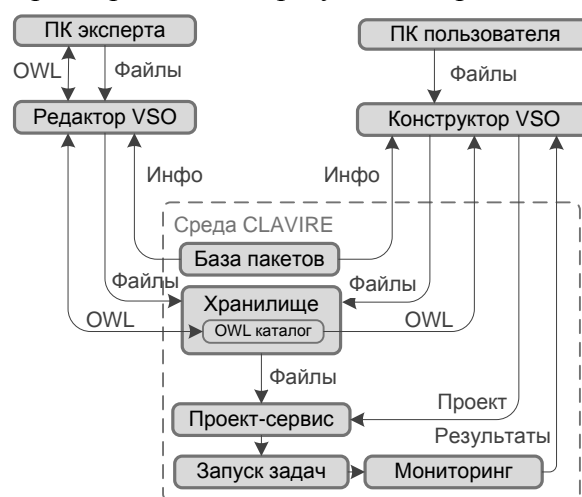 ПК эксперта
ПК пользователя
OWL
Файлы
Файлы
Редактор VSO
Конструктор VSO
Инфо
Инфо
Среда CLAVIRE
База пакетов
Файлы
Файлы
Хранилище
OWL
OWL каталог
OWL
Файлы
Проект
Проект-сервис
Результаты
Запуск задач
Мониторинг